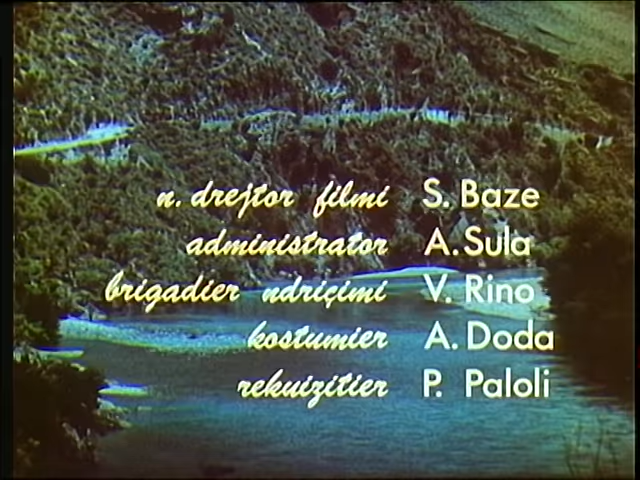 n. drejtor filmi S. Baze
administrator A. Sula
brigadier ndriçimi V. Rino
kostumier A. Doda
rekuizitier P. Paloli